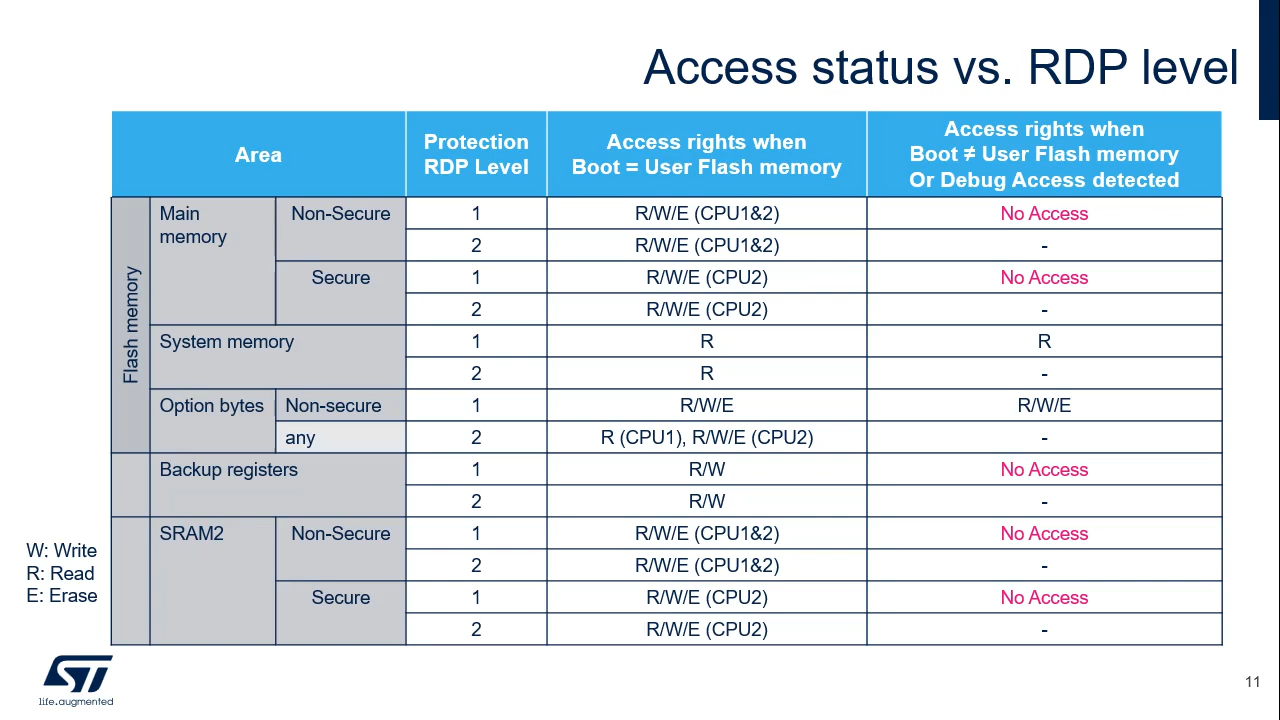 Access status vs. RDP level
Area
Protection
RDP Level
Access rights when
Boot = User Flash memory
Access rights when
Boot ≠ User Flash memory
Or Debug Access detected
Flash memory
Main
memory
Non-Secure
1
R/W/E (CPU1&2)
No Access
2
R/W/E (CPU1&2)
-
Secure
1
R/W/E (CPU2)
No Access
2
R/W/E (CPU2)
-
System memory
1
R
R
2
R
-
Option bytes
Non-secure
1
R/W/E
R/W/E
any
2
R (CPU1), R/W/E (CPU2)
-
Backup registers
1
R/W
No Access
2
R/W
-
SRAM2
Non-Secure
1
R/W/E (CPU1&2)
No Access
2
R/W/E (CPU1&2)
-
Secure
1
R/W/E (CPU2)
No Access
2
R/W/E (CPU2)
-
W: Write
R: Read
E: Erase
ST
life.augmented
11